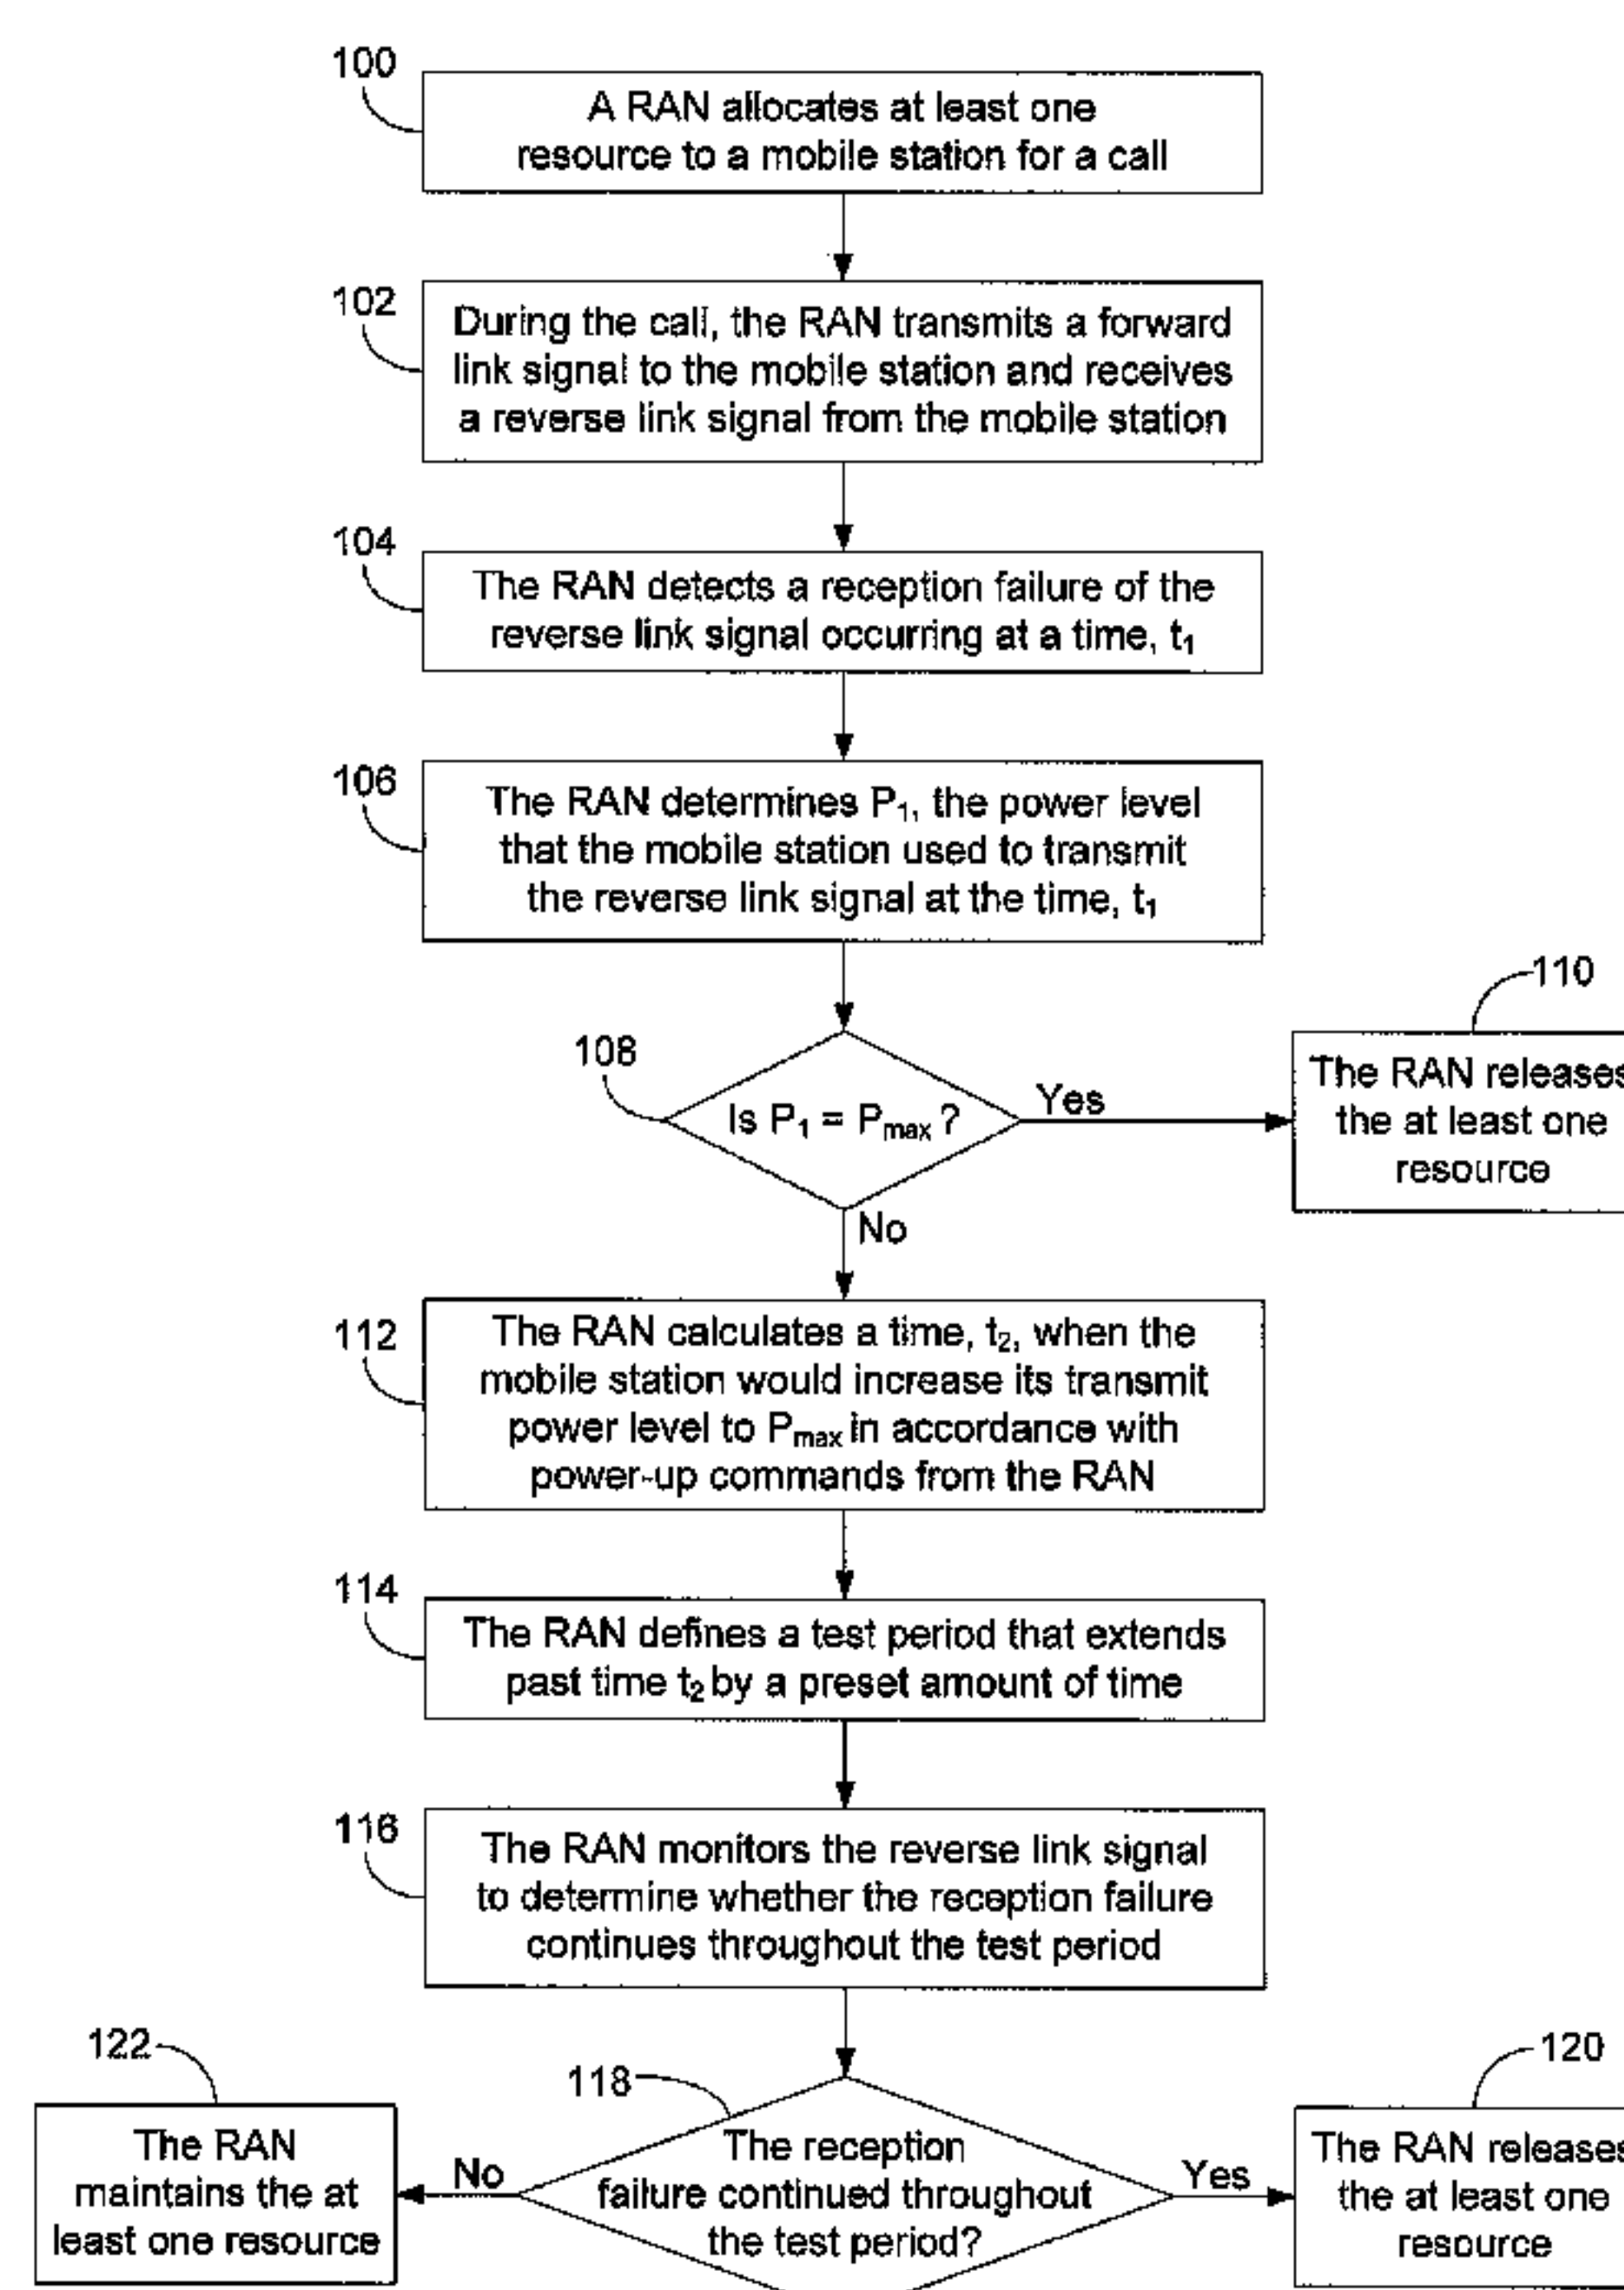 100
A RAN allocates at least one
resource to a mobile station for a call
102
During the call, the RAN transmits a forward
link signal to the mobile station and receives
a reverse link signal from the mobile station
104
The RAN detects a reception failure of the
reverse link signal occurring at a time, t₁
106
The RAN determines P₁, the power level
that the mobile station used to transmit
the reverse link signal at the time, t₁
108
Is P₁ = Pmax ?
Yes
110
The RAN releases
the at least one
resource
No
112
The RAN calculates a time, t₂, when the
mobile station would increase its transmit
power level to Pmax in accordance with
power-up commands from the RAN
114
The RAN defines a test period that extends
past time t₂ by a preset amount of time
116
The RAN monitors the reverse link signal
to determine whether the reception failure
continues throughout the test period
118
The reception
failure continued throughout
the test period?
No
122
The RAN
maintains the at
least one resource
Yes
120
The RAN releases
the at least one
resource